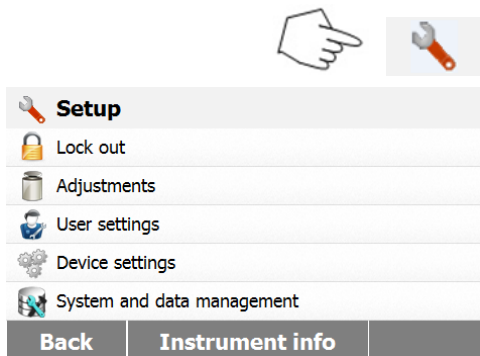 Setup
Lock out
Adjustments
User settings
Device settings
System and data management
Back Instrument info